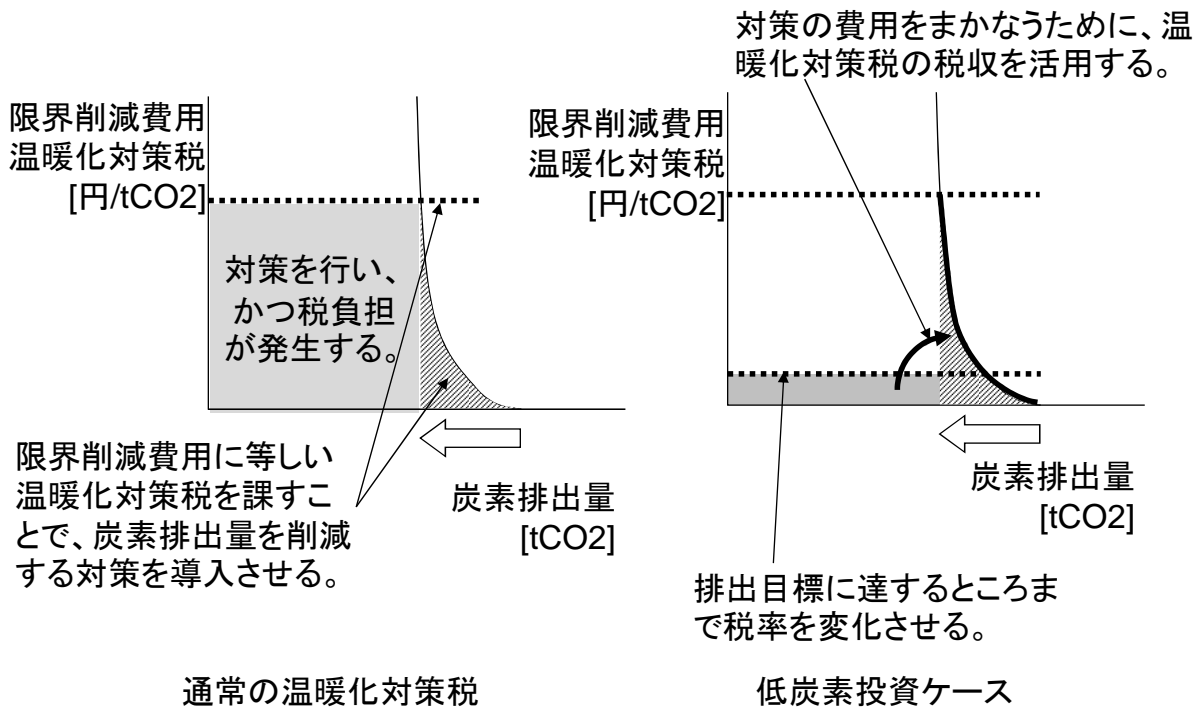 対策の費用をまかなうために、温
暖化対策税の税収を活用する。
限界削減費用
温暖化対策税
[円/tCO2]
対策を行い、
かつ税負担
が発生する。
限界削減費用に等しい
温暖化対策税を課すこ
とで、炭素排出量を削減
する対策を導入させる。
炭素排出量
[tCO2]
通常の温暖化対策税
限界削減費用
温暖化対策税
[円/tCO2]
炭素排出量
[tCO2]
排出目標に達するところま
で税率を変化させる。
低炭素投資ケース